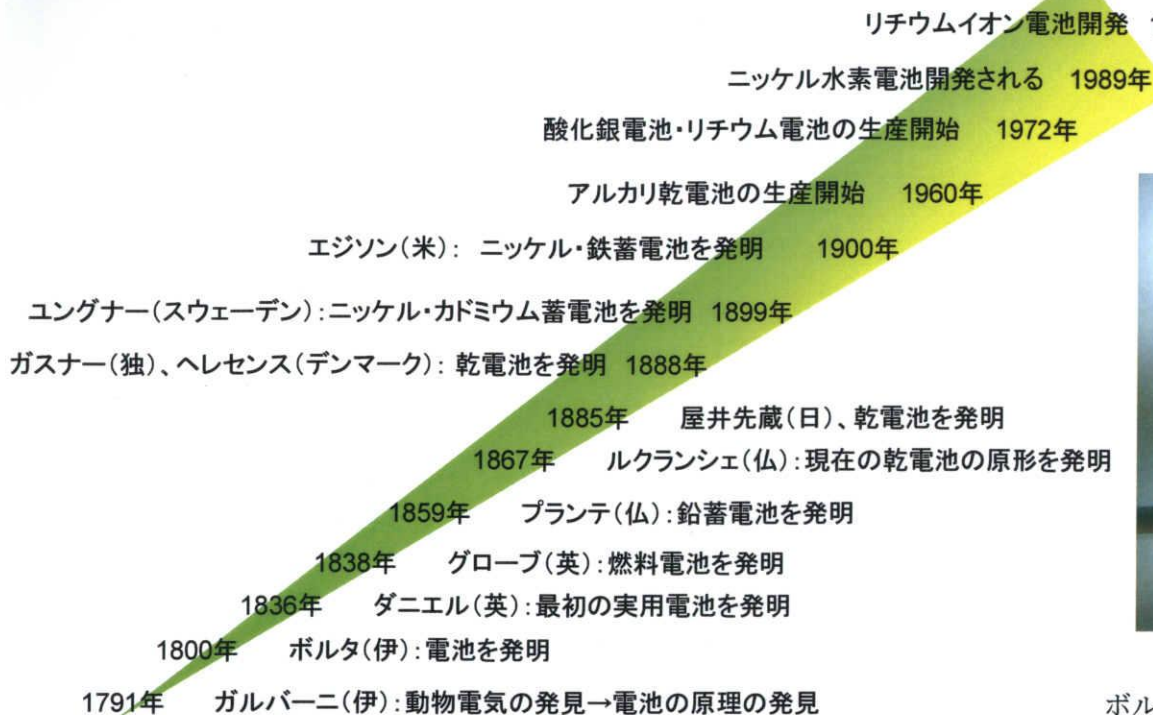 リチウムイオン電池開発 1
ニッケル水素電池開発される 1989年
酸化銀電池・リチウム電池の生産開始 1972年
アルカリ乾電池の生産開始 1960年
エジソン(米): ニッケル・鉄蓄電池を発明 1900年
ユングナー(スウェーデン):ニッケル・カドミウム蓄電池を発明 1899年
ガスナー(独)、ヘレセンス(デンマーク): 乾電池を発明 1888年
1885年 屋井先蔵(日)、乾電池を発明
1867年 ルクランシェ(仏):現在の乾電池の原形を発明
1859年 プランテ(仏):鉛蓄電池を発明
1838年 グローブ(英):燃料電池を発明
1836年 ダニエル(英):最初の実用電池を発明
1800年 ボルタ(伊):電池を発明
1791年 ガルバーニ(伊):動物電気の発見→電池の原理の発見
ボル